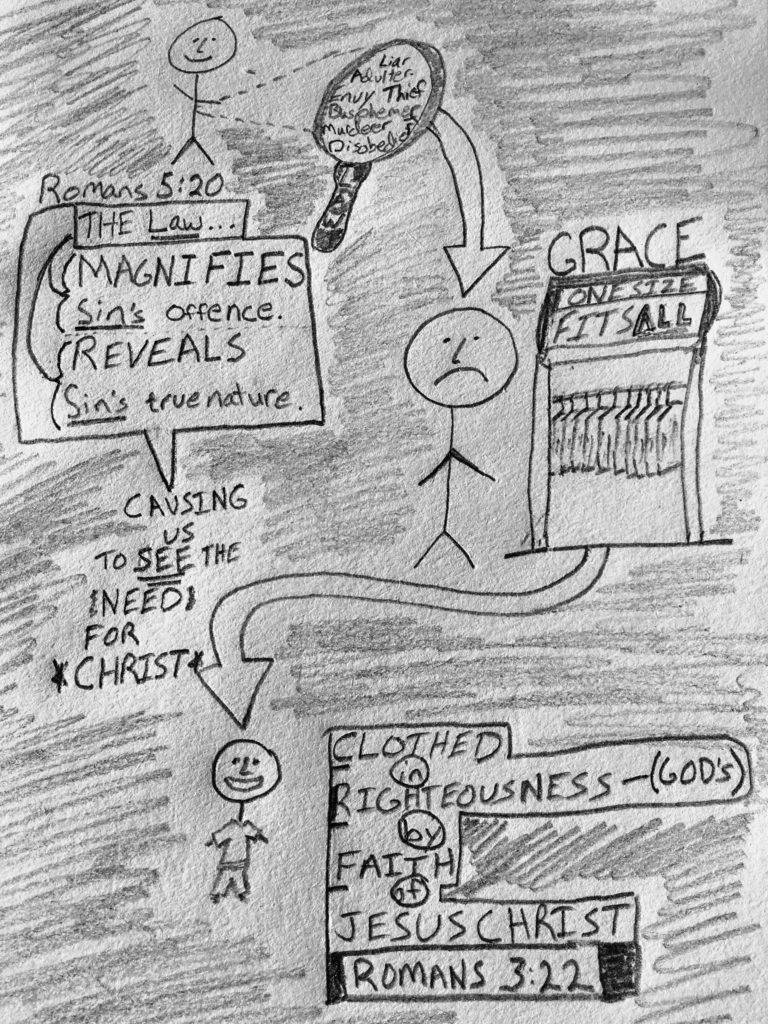 Liar
Adulter
Envy Thief
Blasphemer
Murdeer
Disobedient
LAW
Romans 5:20
THE Law...
MAGNIFIES
Sin's offence.
REVEALS
Sin's true nature.
CAUSING
US
TO SEE THE
NEED
FOR
*CHRIST*
GRACE
ONE SIZE
FITS ALL
CLOTHED
in
RIGHTEOUSNESS-(GOD'S)
by
FAITH
of
JESUS CHRIST
ROMANS 3:22